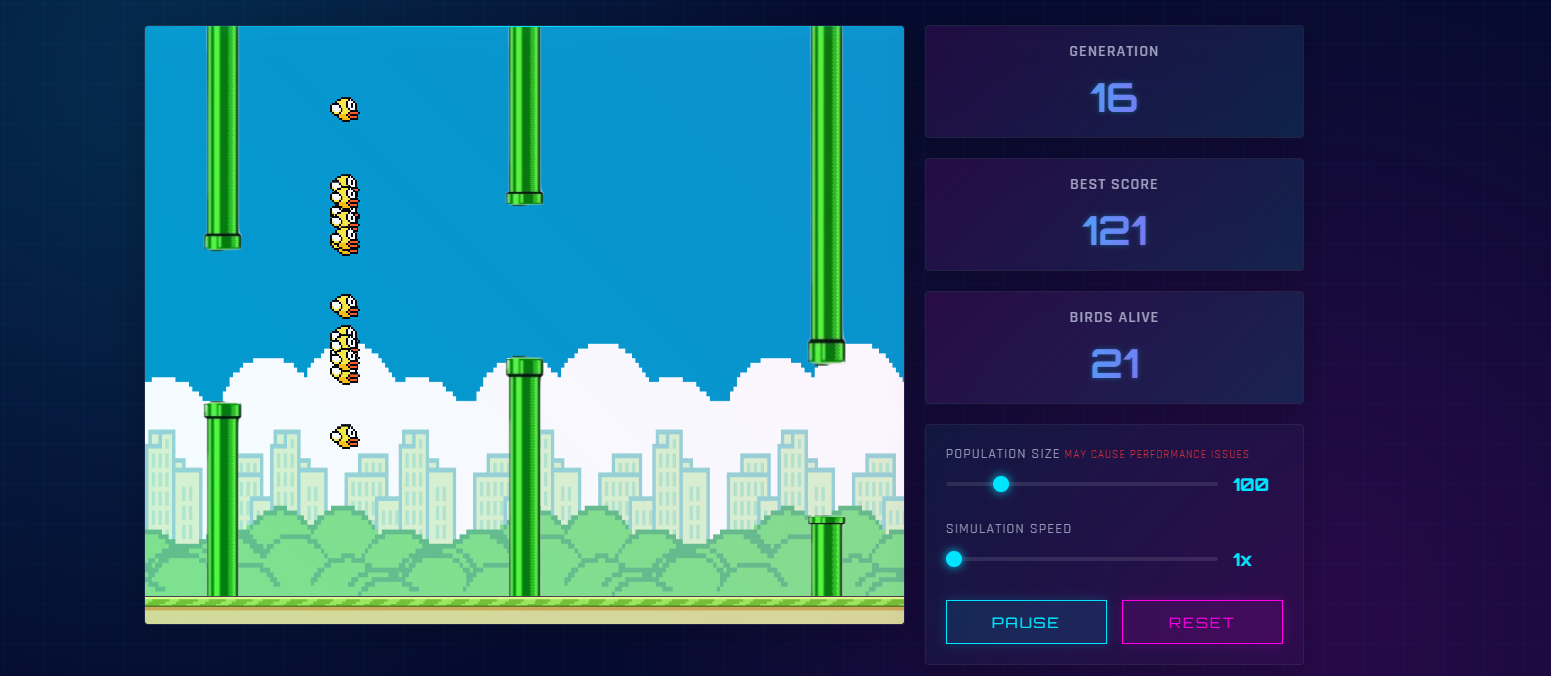 GENERATION
16
BEST SCORE
121
BIRDS ALIVE
21
POPULATION SIZE MAY CAUSE PERFORMANCE ISSUES
100
SIMULATION SPEED
1x
PAUSE RESET